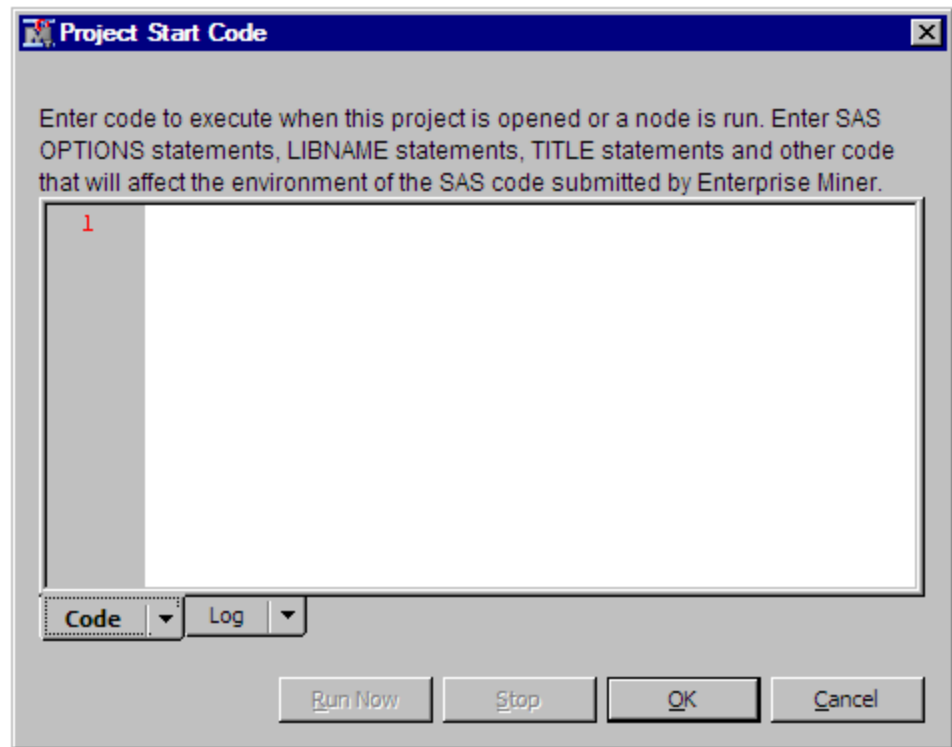 Project Start Code
Enter code to execute when this project is opened or a node is run. Enter SAS
OPTIONS statements, LIBNAME statements, TITLE statements and other code
that will affect the environment of the SAS code submitted by Enterprise Miner.
1
Code Log
Run Now Stop OK Cancel